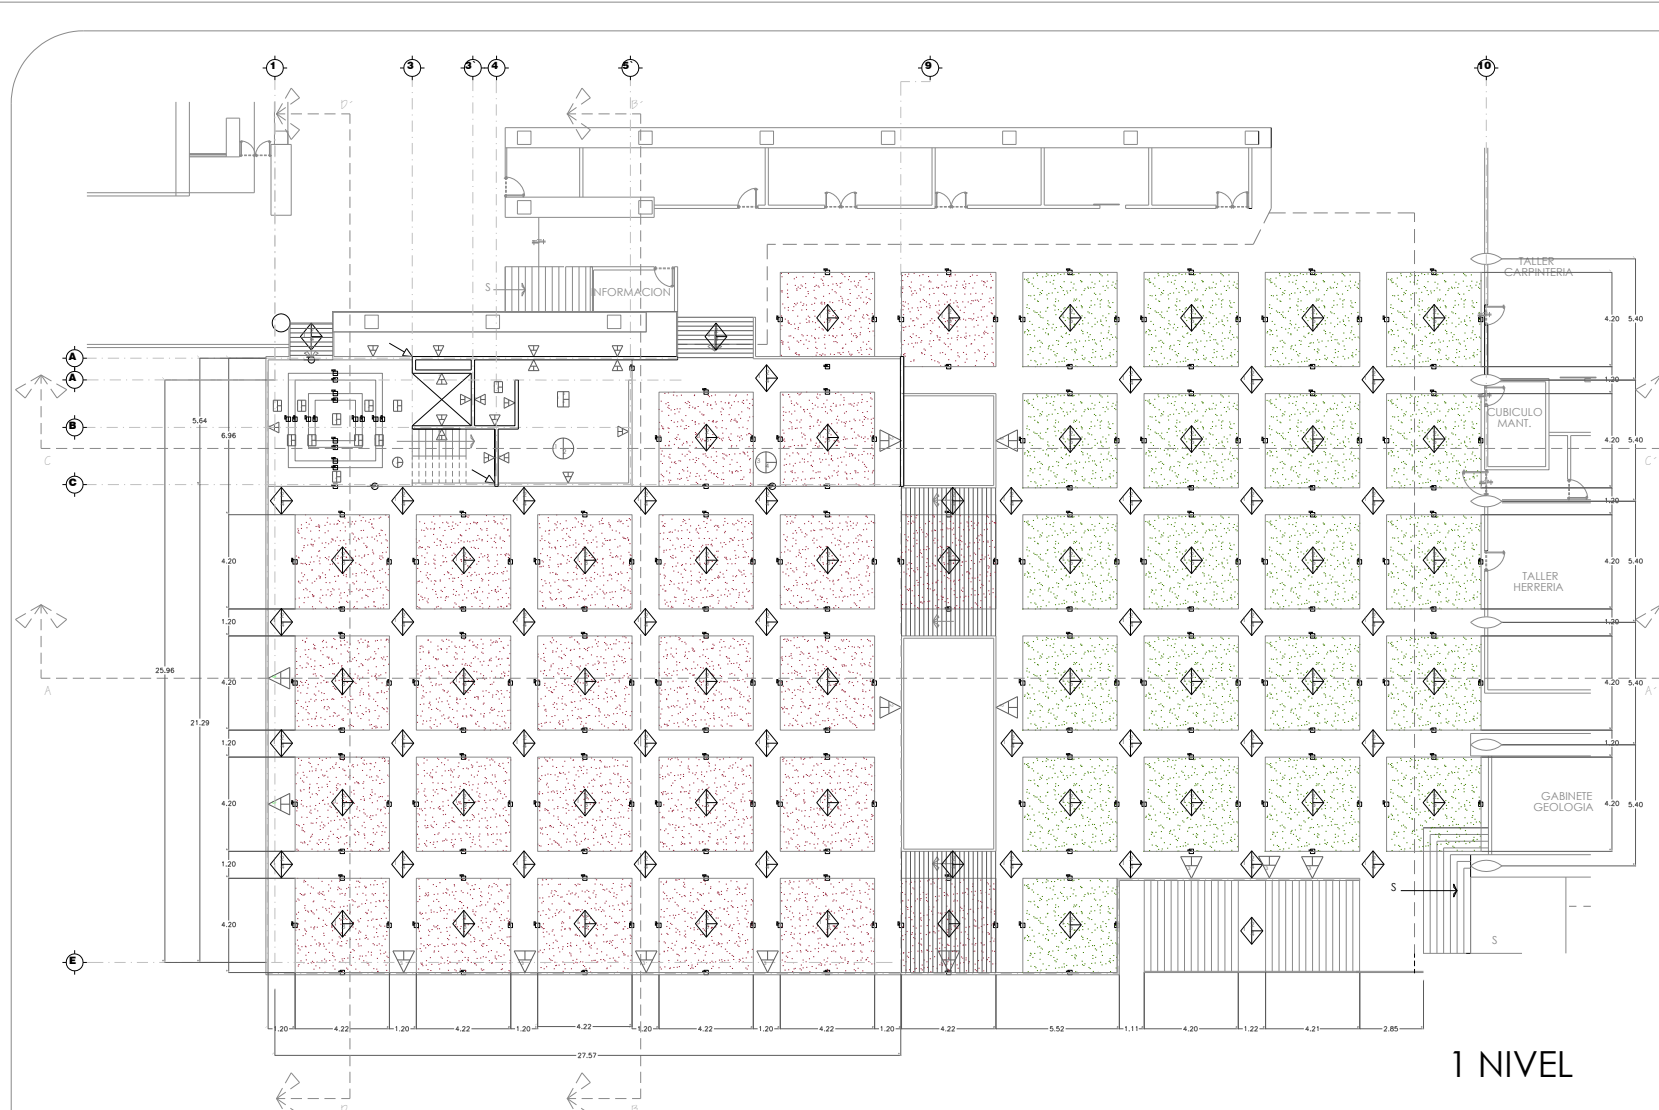 1 3 3' 4 5 9 10
D' B'
TALLER
CARPINTERIA
S
INFORMACION
4.20 5.40
A
A
1.20
5.64
B
6.96
CUBICULO
MANT.
4.20 5.40
C C'
C
1.20
4.20
4.20 5.40
TALLER
HERRERIA
1.20
1.20
25.96
4.20
4.20 5.40
A A'
21.29
1.20
1.20
4.20
GABINETE
GEOLOGIA
4.20 5.40
1.20
S
4.20
S
E
1.20 4.22 1.20 4.22 1.20 4.22 1.20 4.22 1.20 4.22 1.20 4.22 5.52 1.11 4.20 1.22 4.21 2.85
27.57
1 NIVEL